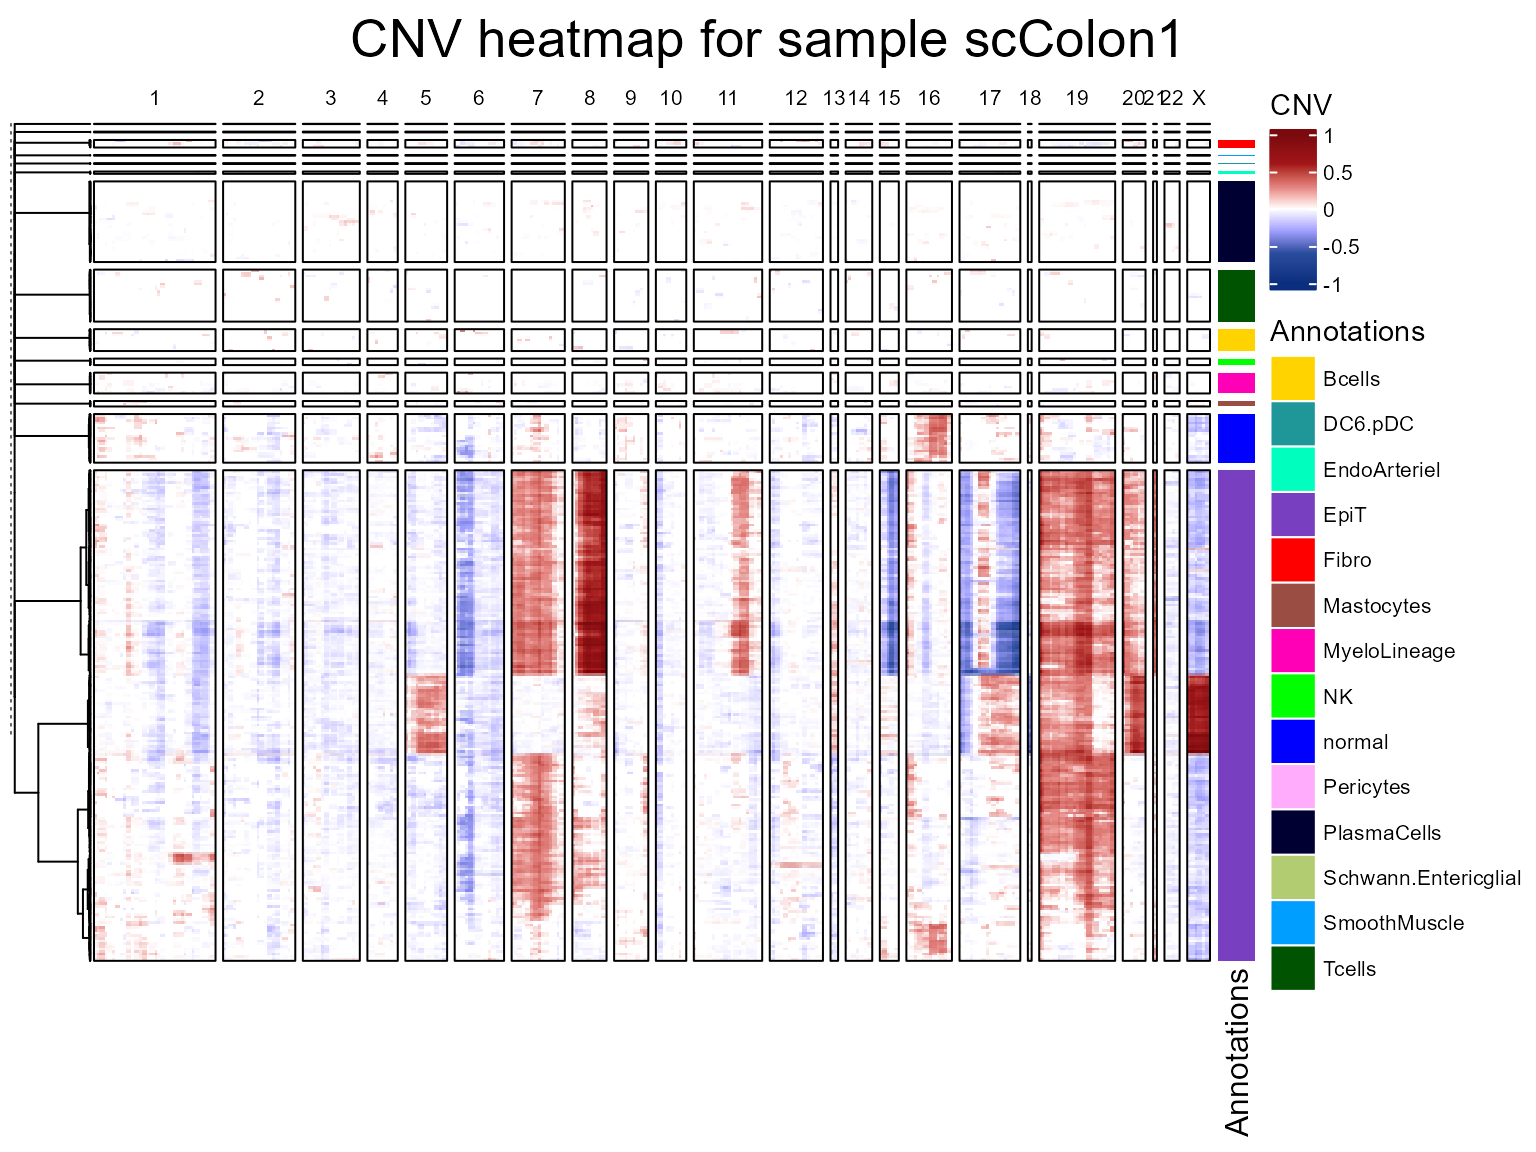 CNV heatmap for sample scColon1
1 2 3 4 5 6 7 8 9 10 11 12 13 14 15 16 17 18 19 20 21 22 X
CNV
1
0.5
0
-0.5
-1
Annotations
Bcells
DC6.pDC
EndoArteriel
EpiT
Fibro
Mastocytes
MyeloLineage
NK
normal
Pericytes
PlasmaCells
Schwann.Entericglial
SmoothMuscle
Tcells
Annotations